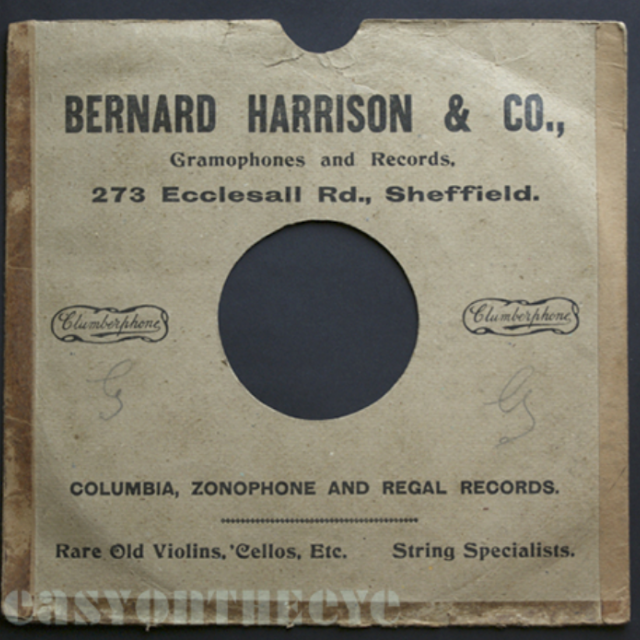 BERNARD HARRISON & CO.,
Gramophones and Records,
273 Ecclesall Rd., Sheffield.
Clumberphone Clumberphone
COLUMBIA, ZONOPHONE AND REGAL RECORDS.
Rare Old Violins, 'Cellos, Etc. String Specialists.
easyonthecye